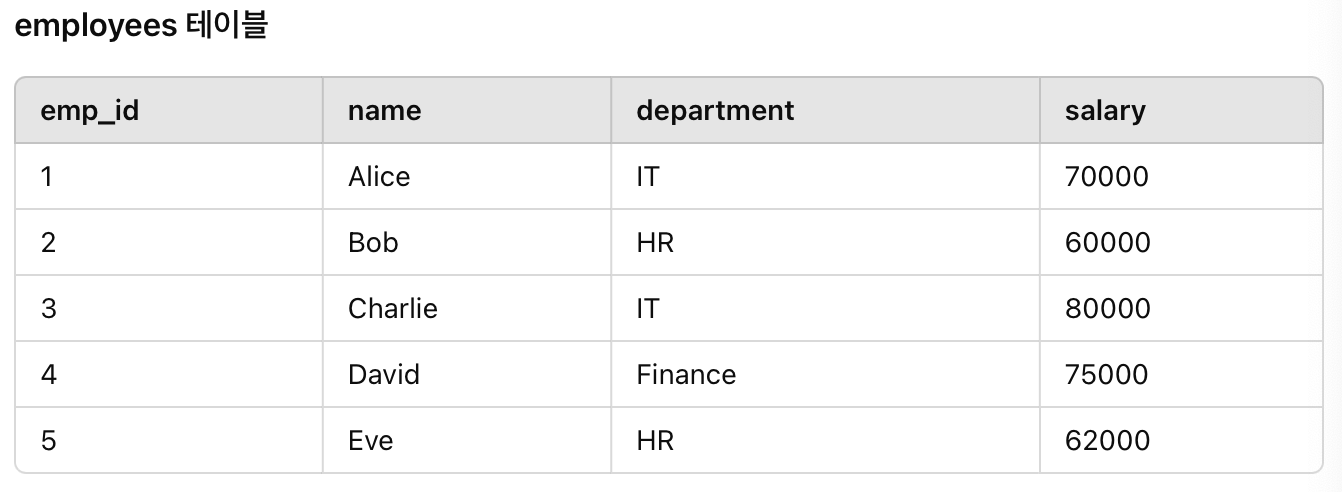 employees 테이블
emp_id name department salary
1 Alice IT 70000
2 Bob HR 60000
3 Charlie IT 80000
4 David Finance 75000
5 Eve HR 62000